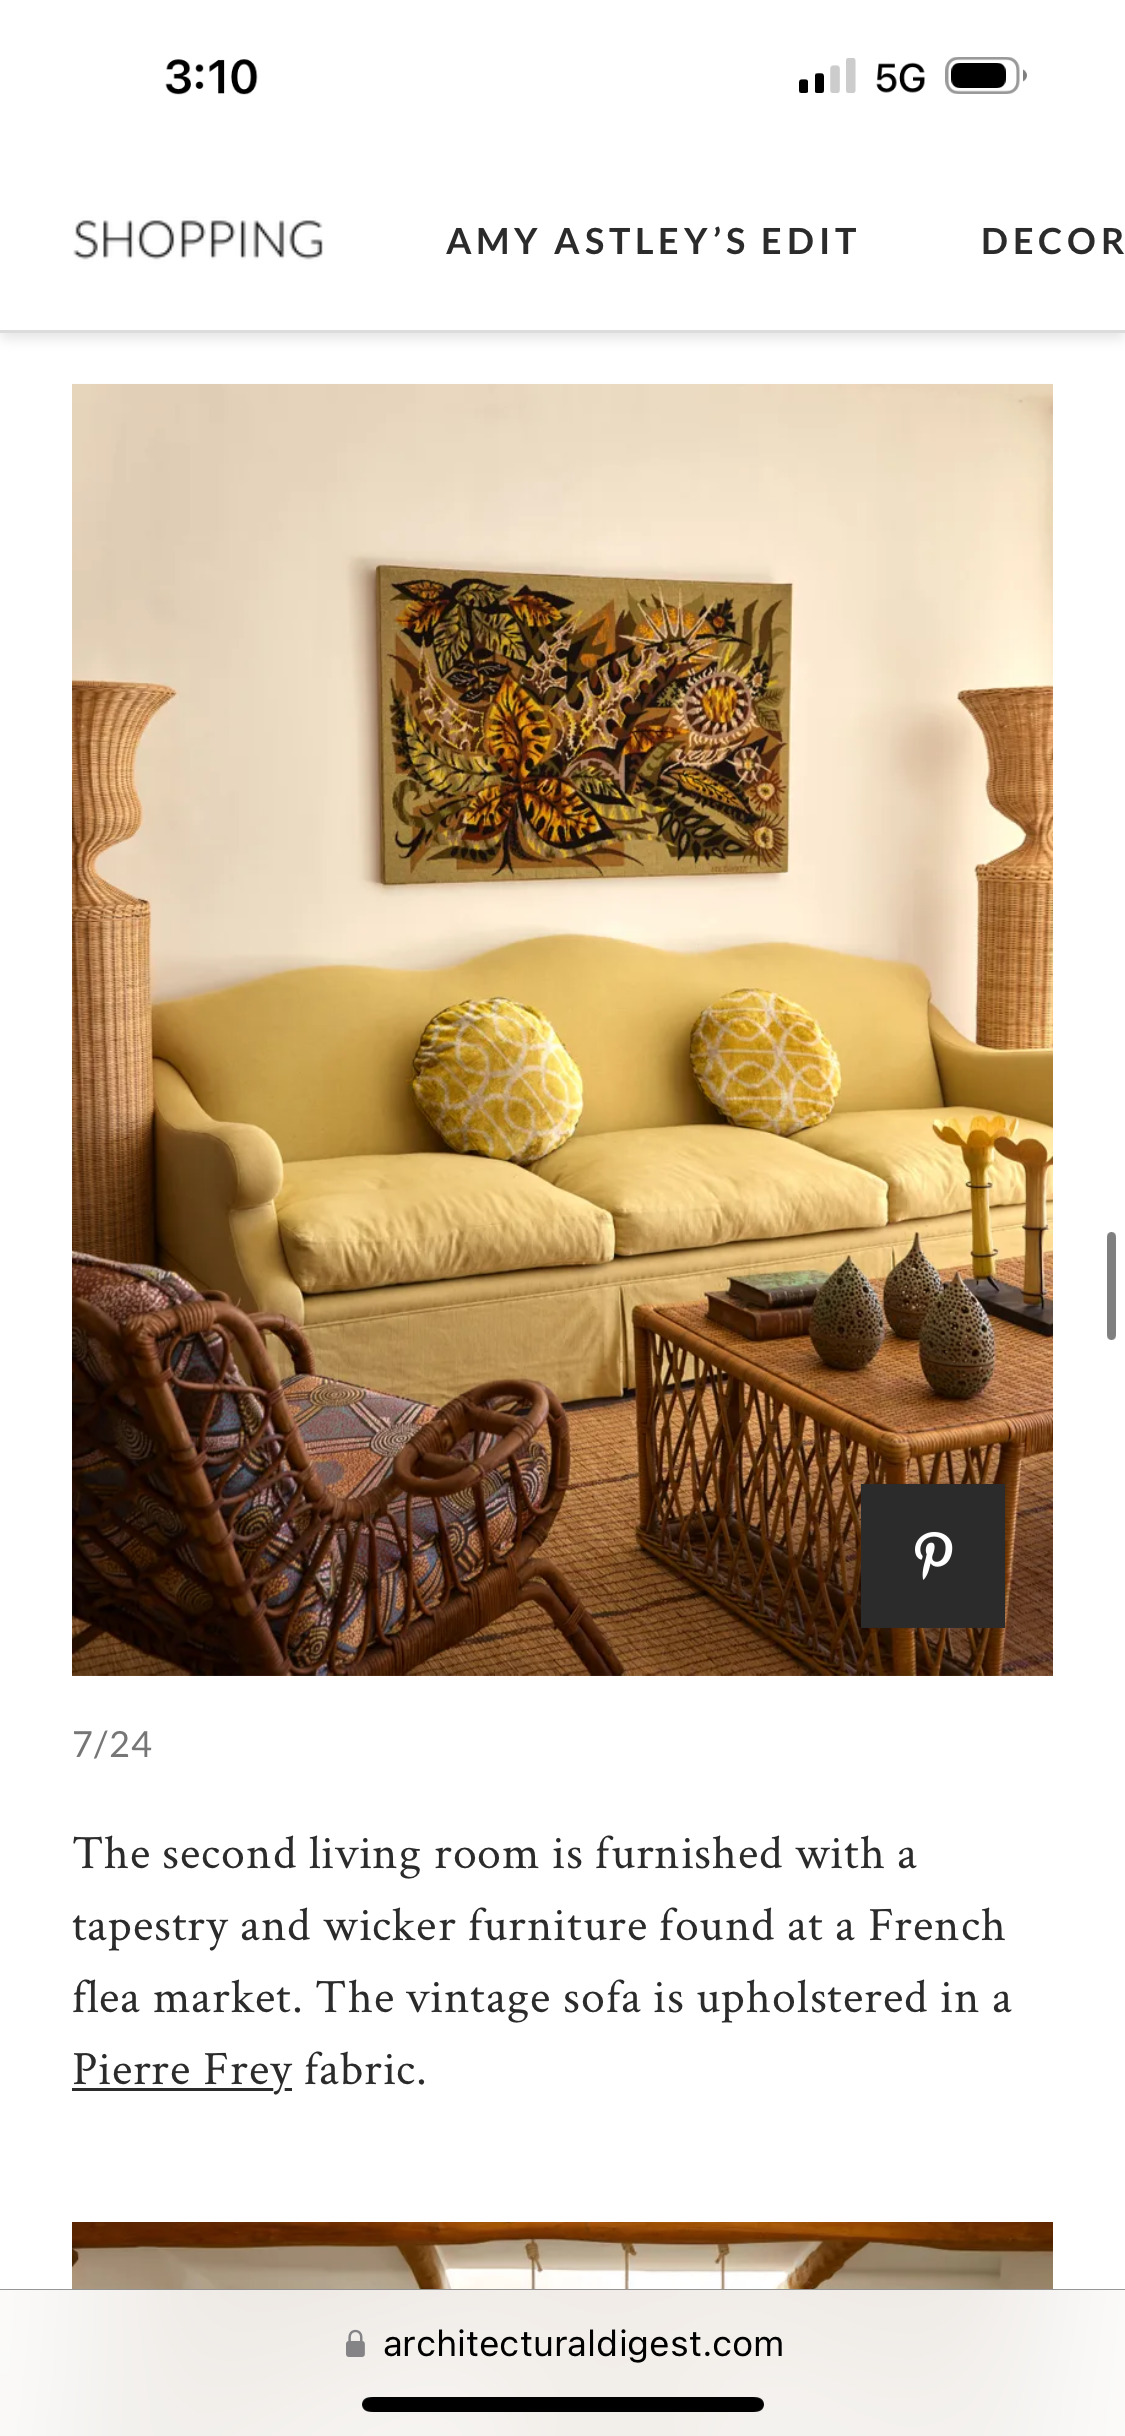 3:10
5G
SHOPPING
AMY ASTLEY’S EDIT
DECOR
7/24
The second living room is furnished with a
tapestry and wicker furniture found at a French
flea market. The vintage sofa is upholstered in a
Pierre Frey fabric.
architecturaldigest.com